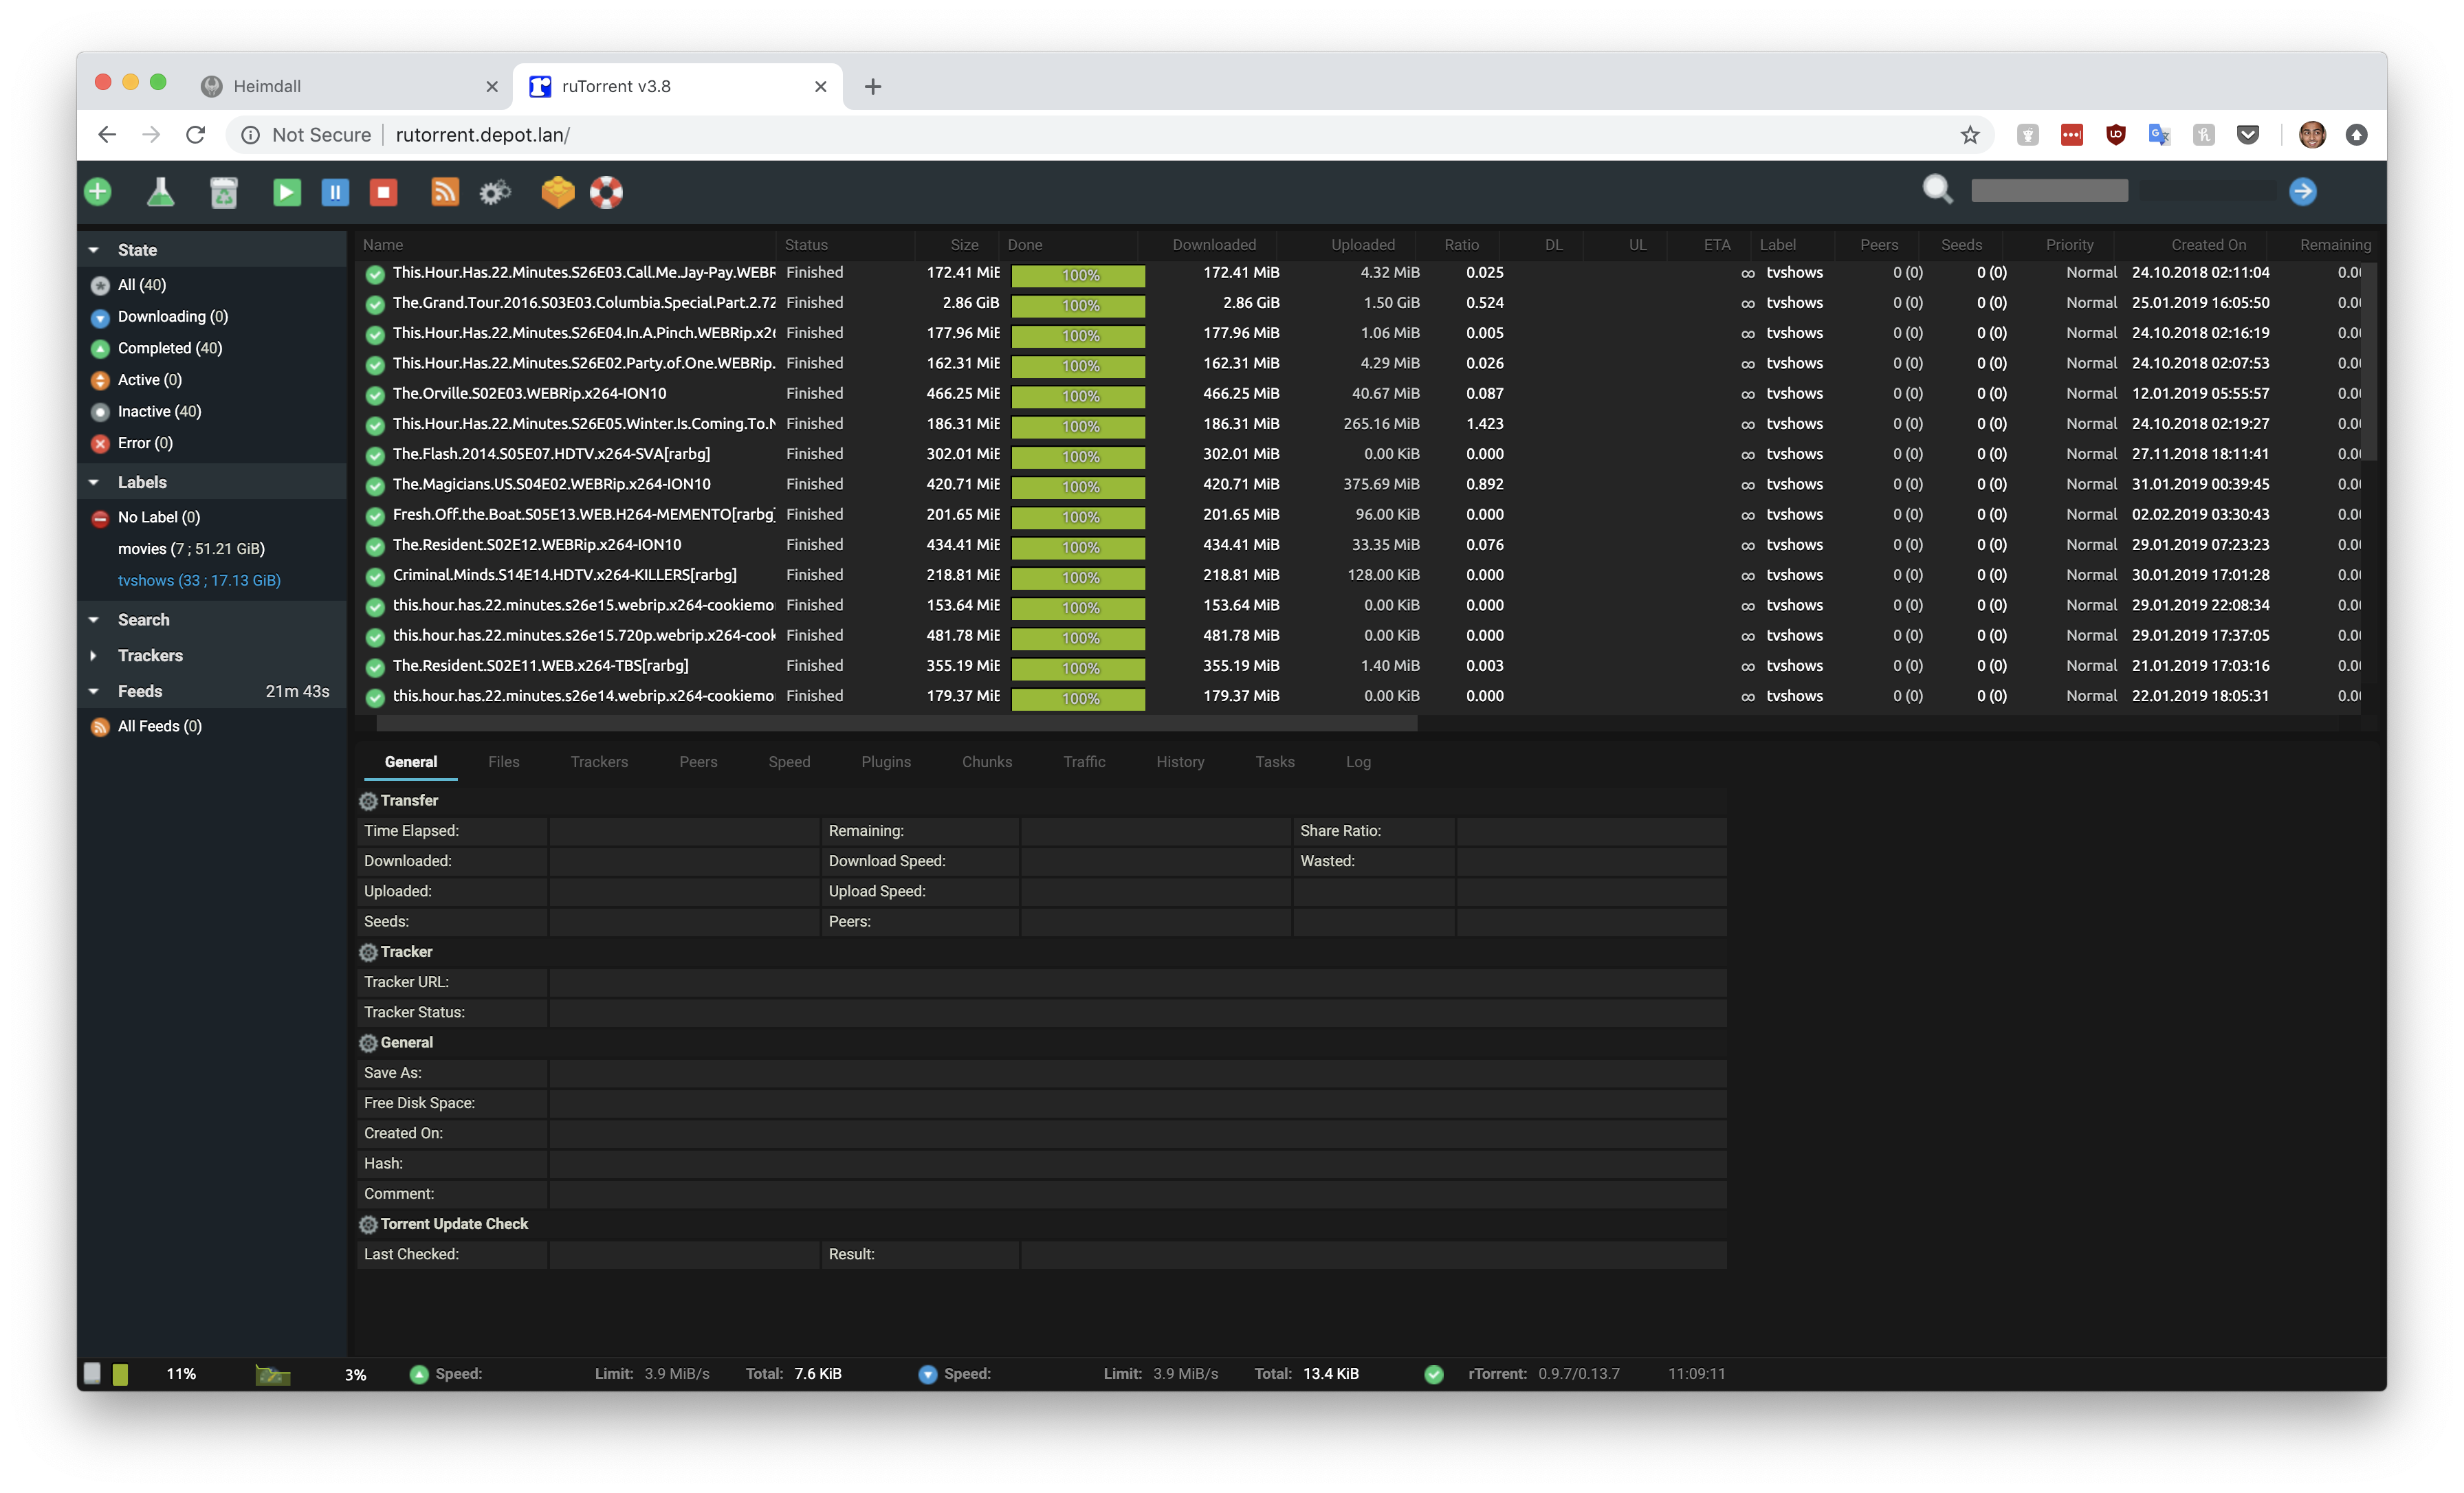 Heimdall
ruTorrent v3.8
Not Secure rutorrent.depot.lan/
State
All (40)
Downloading (0)
Completed (40)
Active (0)
Inactive (40)
Error (0)
Labels
No Label (0)
movies (7 ; 51.21 GiB)
tvshows (33 ; 17.13 GiB)
Search
Trackers
Feeds 21m 43s
All Feeds (0)
Name Status Size Done Downloaded Uploaded Ratio DL UL ETA Label Peers Seeds Priority Created On Remaining
This.Hour.Has.22.Minutes.S26E03.Call.Me.Jay-Pay.WEBR Finished 172.41 MiB 100% 172.41 MiB 4.32 MiB 0.025 ∞ tvshows 0 (0) 0 (0) Normal 24.10.2018 02:11:04 0.00
The.Grand.Tour.2016.S03E03.Columbia.Special.Part.2.72 Finished 2.86 GiB 100% 2.86 GiB 1.50 GiB 0.524 ∞ tvshows 0 (0) 0 (0) Normal 25.01.2019 16:05:50 0.00
This.Hour.Has.22.Minutes.S26E04.In.A.Pinch.WEBRip.x26 Finished 177.96 MiB 100% 177.96 MiB 1.06 MiB 0.005 ∞ tvshows 0 (0) 0 (0) Normal 24.10.2018 02:16:19 0.00
This.Hour.Has.22.Minutes.S26E02.Party.of.One.WEBRip. Finished 162.31 MiB 100% 162.31 MiB 4.29 MiB 0.026 ∞ tvshows 0 (0) 0 (0) Normal 24.10.2018 02:07:53 0.00
The.Orville.S02E03.WEBRip.x264-ION10 Finished 466.25 MiB 100% 466.25 MiB 40.67 MiB 0.087 ∞ tvshows 0 (0) 0 (0) Normal 12.01.2019 05:55:57 0.00
This.Hour.Has.22.Minutes.S26E05.Winter.Is.Coming.To.N Finished 186.31 MiB 100% 186.31 MiB 265.16 MiB 1.423 ∞ tvshows 0 (0) 0 (0) Normal 24.10.2018 02:19:27 0.00
The.Flash.2014.S05E07.HDTV.x264-SVA[rarbg] Finished 302.01 MiB 100% 302.01 MiB 0.00 KiB 0.000 ∞ tvshows 0 (0) 0 (0) Normal 27.11.2018 18:11:41 0.00
The.Magicians.US.S04E02.WEBRip.x264-ION10 Finished 420.71 MiB 100% 420.71 MiB 375.69 MiB 0.892 ∞ tvshows 0 (0) 0 (0) Normal 31.01.2019 00:39:45 0.00
Fresh.Off.the.Boat.S05E13.WEB.H264-MEMENTO[rarbg] Finished 201.65 MiB 100% 201.65 MiB 96.00 KiB 0.000 ∞ tvshows 0 (0) 0 (0) Normal 02.02.2019 03:30:43 0.00
The.Resident.S02E12.WEBRip.x264-ION10 Finished 434.41 MiB 100% 434.41 MiB 33.35 MiB 0.076 ∞ tvshows 0 (0) 0 (0) Normal 29.01.2019 07:23:23 0.00
Criminal.Minds.S14E14.HDTV.x264-KILLERS[rarbg] Finished 218.81 MiB 100% 218.81 MiB 128.00 KiB 0.000 ∞ tvshows 0 (0) 0 (0) Normal 30.01.2019 17:01:28 0.00
this.hour.has.22.minutes.s26e15.webrip.x264-cookiemo Finished 153.64 MiB 100% 153.64 MiB 0.00 KiB 0.000 ∞ tvshows 0 (0) 0 (0) Normal 29.01.2019 22:08:34 0.00
this.hour.has.22.minutes.s26e15.720p.webrip.x264-cook Finished 481.78 MiB 100% 481.78 MiB 0.00 KiB 0.000 ∞ tvshows 0 (0) 0 (0) Normal 29.01.2019 17:37:05 0.00
The.Resident.S02E11.WEB.x264-TBS[rarbg] Finished 355.19 MiB 100% 355.19 MiB 1.40 MiB 0.003 ∞ tvshows 0 (0) 0 (0) Normal 21.01.2019 17:03:16 0.00
this.hour.has.22.minutes.s26e14.webrip.x264-cookiemo Finished 179.37 MiB 100% 179.37 MiB 0.00 KiB 0.000 ∞ tvshows 0 (0) 0 (0) Normal 22.01.2019 18:05:31 0.00
General Files Trackers Peers Speed Plugins Chunks Traffic History Tasks Log
Transfer
Time Elapsed: Remaining: Share Ratio:
Downloaded: Download Speed: Wasted:
Uploaded: Upload Speed:
Seeds: Peers:
Tracker
Tracker URL:
Tracker Status:
General
Save As:
Free Disk Space:
Created On:
Hash:
Comment:
Torrent Update Check
Last Checked: Result:
11% 3% Speed: Limit: 3.9 MiB/s Total: 7.6 KiB Speed: Limit: 3.9 MiB/s Total: 13.4 KiB rTorrent: 0.9.7/0.13.7 11:09:11